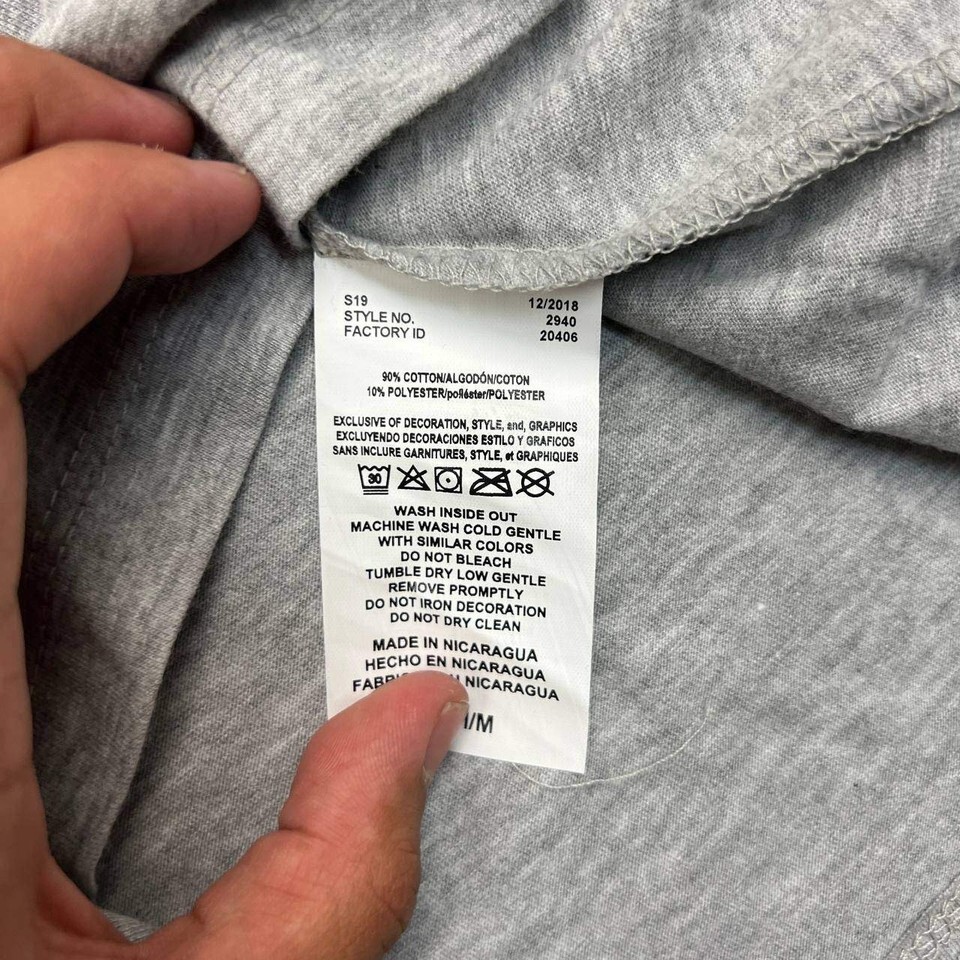 S19 12/2018
STYLE NO. 2940
FACTORY ID 20406
90% COTTON/ALGODÓN/COTON
10% POLYESTER/poliéster/POLYESTER
EXCLUSIVE OF DECORATION, STYLE, and, GRAPHICS
EXCLUYENDO DECORACIONES ESTILO Y GRAFICOS
SANS INCLURE GARNITURES, STYLE, et GRAPHIQUES
30
WASH INSIDE OUT
MACHINE WASH COLD GENTLE
WITH SIMILAR COLORS
DO NOT BLEACH
TUMBLE DRY LOW GENTLE
REMOVE PROMPTLY
DO NOT IRON DECORATION
DO NOT DRY CLEAN
MADE IN NICARAGUA
HECHO EN NICARAGUA
NICARAGUA
/M